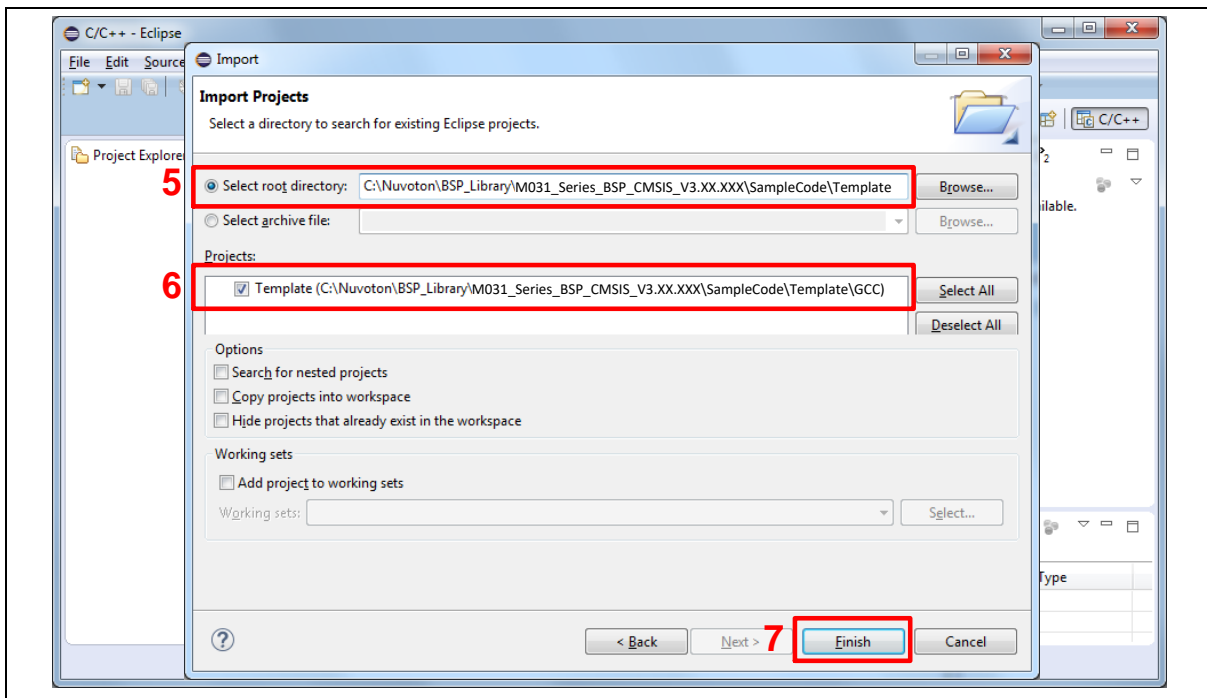 C/C++ - Eclipse
File Edit Source
Import
Import Projects
Select a directory to search for existing Eclipse projects.
C/C++
Project Explorer
5
Select root directory: C:\Nuvoton\BSP_Library\M031_Series_BSP_CMSIS_V3.XX.XXX\SampleCode\Template Browse...
2
ilable.
Select archive file: Browse...
Projects:
6
Template (C:\Nuvoton\BSP_Library\M031_Series_BSP_CMSIS_V3.XX.XXX\SampleCode\Template\GCC) Select All
Deselect All
Options
Search for nested projects
Copy projects into workspace
Hide projects that already exist in the workspace
Working sets
Add project to working sets
Working sets: Select...
Type
? < Back Next > 7 Finish Cancel